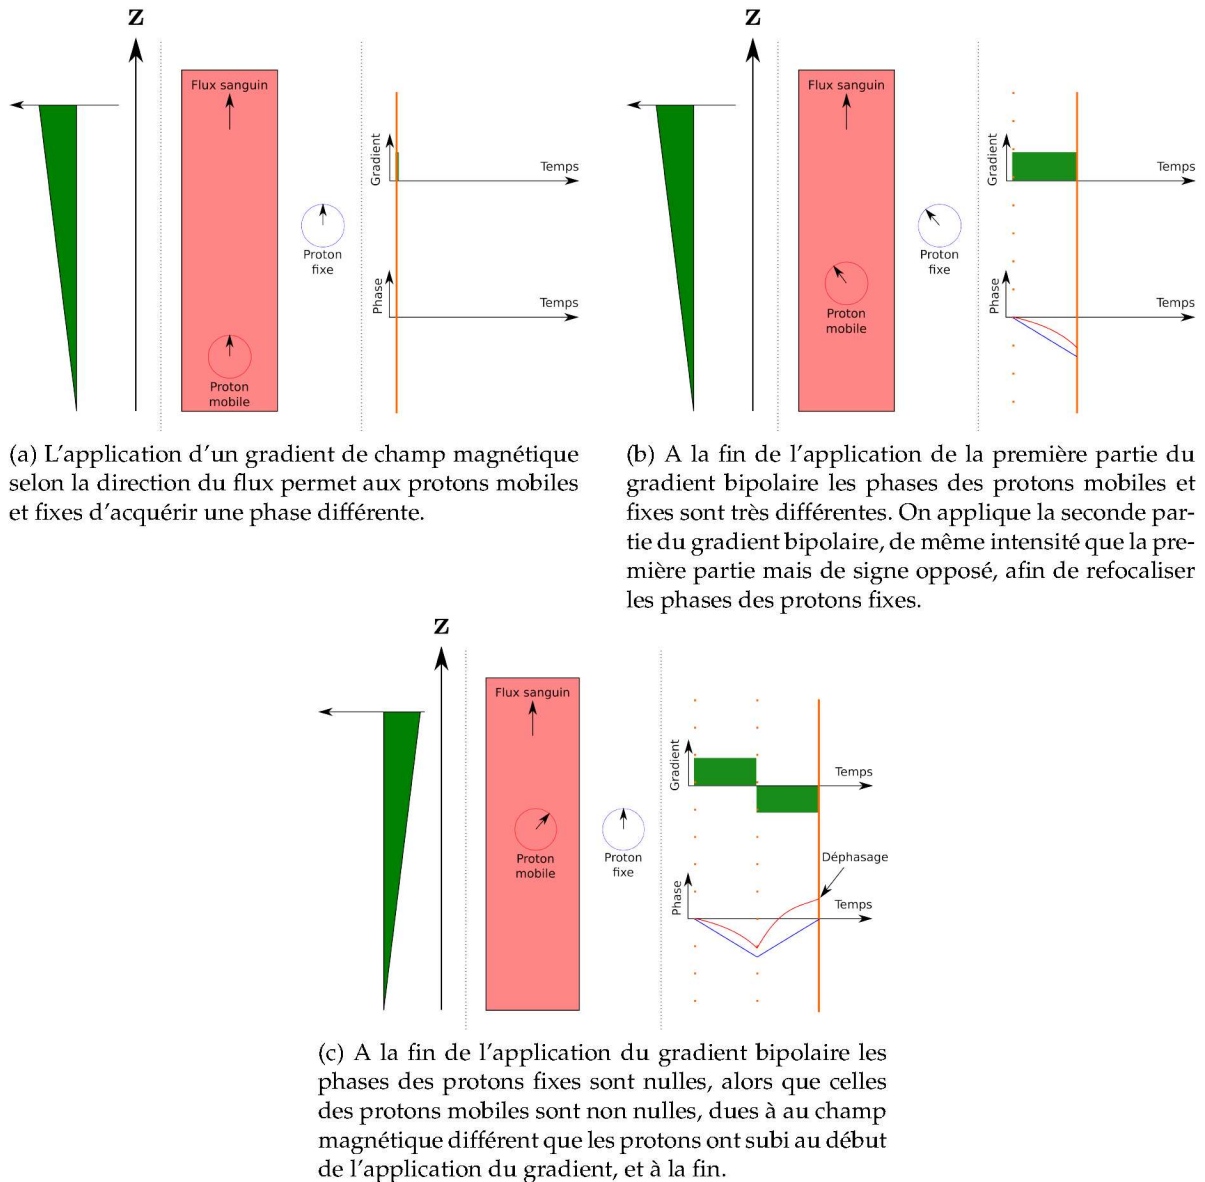 Z
Flux sanguin
Gradient
Temps
Proton
fixe
Phase
Temps
Proton
mobile
(a) L'application d'un gradient de champ magnétique
selon la direction du flux permet aux protons mobiles
et fixes d'acquérir une phase différente.
Z
Flux sanguin
Gradient
Temps
Proton
fixe
Proton
mobile
Phase
Temps
(b) A la fin de l'application de la première partie du
gradient bipolaire les phases des protons mobiles et
fixes sont très différentes. On applique la seconde par-
tie du gradient bipolaire, de même intensité que la pre-
mière partie mais de signe opposé, afin de refocaliser
les phases des protons fixes.
Z
Flux sanguin
Gradient
Temps
Proton
mobile
Proton
fixe
Déphasage
Phase
Temps
(c) A la fin de l'application du gradient bipolaire les
phases des protons fixes sont nulles, alors que celles
des protons mobiles sont non nulles, dues à au champ
magnétique différent que les protons ont subi au début
de l'application du gradient, et à la fin.